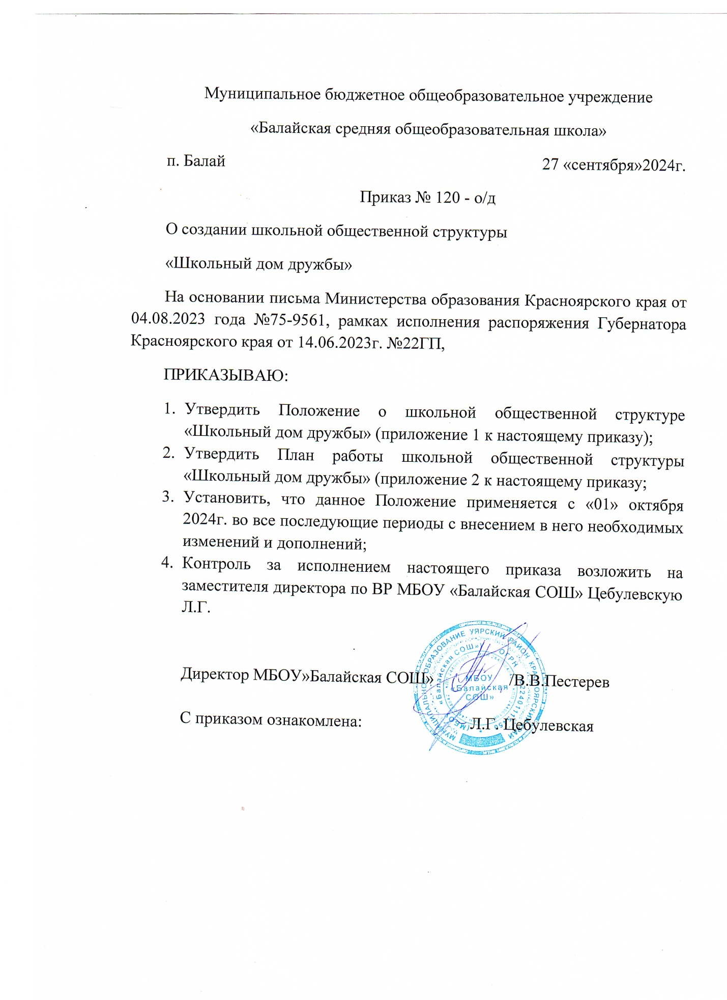 Муниципальное бюджетное общеобразовательное учреждение
«Балайская средняя общеобразовательная школа»
п. Балай 27 «сентября»2024г.
Приказ № 120 - о/д
О создании школьной общественной структуры
«Школьный дом дружбы»
На основании письма Министерства образования Красноярского края от
04.08.2023 года №75-9561, рамках исполнения распоряжения Губернатора
Красноярского края от 14.06.2023г. №22ГП,
ПРИКАЗЫВАЮ:
1. Утвердить Положение о школьной общественной структуре
«Школьный дом дружбы» (приложение 1 к настоящему приказу);
2. Утвердить План работы школьной общественной структуры
«Школьный дом дружбы» (приложение 2 к настоящему приказу;
3. Установить, что данное Положение применяется с «01» октября
2024г. во все последующие периоды с внесением в него необходимых
изменений и дополнений;
4. Контроль за исполнением настоящего приказа возложить на
заместителя директора по ВР МБОУ «Балайская СОШ» Цебулевскую
Л.Г.
Директор МБОУ»Балайская СОШ» /В.В.Пестерев
С приказом ознакомлена: Л.Г. Цебулевская
МУНИЦИПАЛЬНОЕ ОБРАЗОВАНИЕ УЯРСКИЙ РАЙОН КРАСНОЯРСКИЙ КРАЙ
«Балайская СОШ») ОГРН
МБОУ
«Балайская
СОШ»